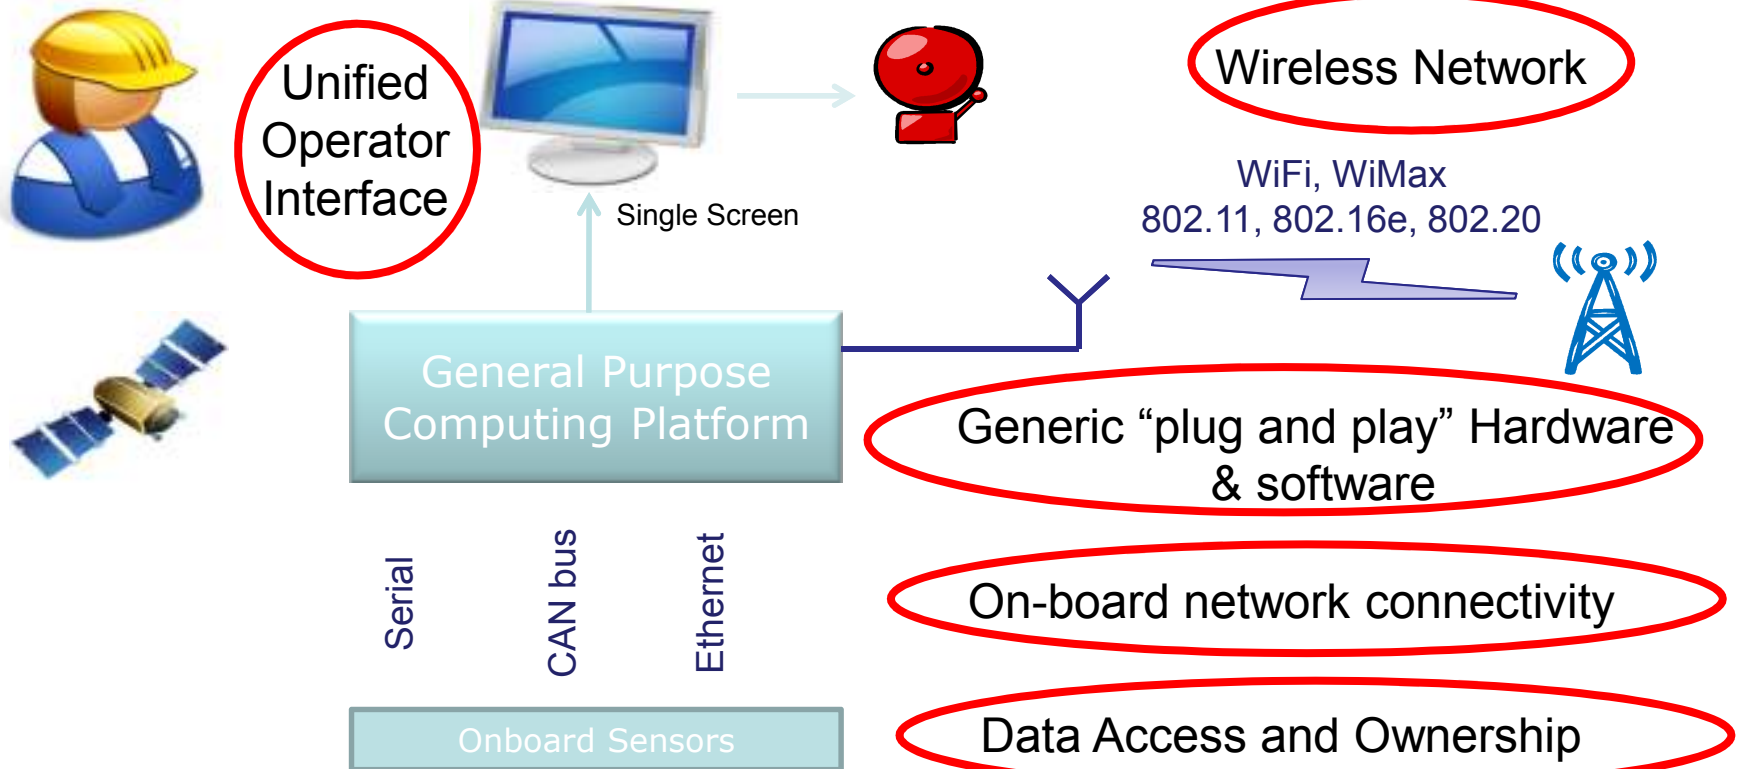 Unified
Operator
Interface
Single Screen
Wireless Network
WiFi, WiMax
802.11, 802.16e, 802.20
General Purpose
Computing Platform
Generic “plug and play” Hardware
& software
Serial
CAN bus
Ethernet
On-board network connectivity
Onboard Sensors
Data Access and Ownership